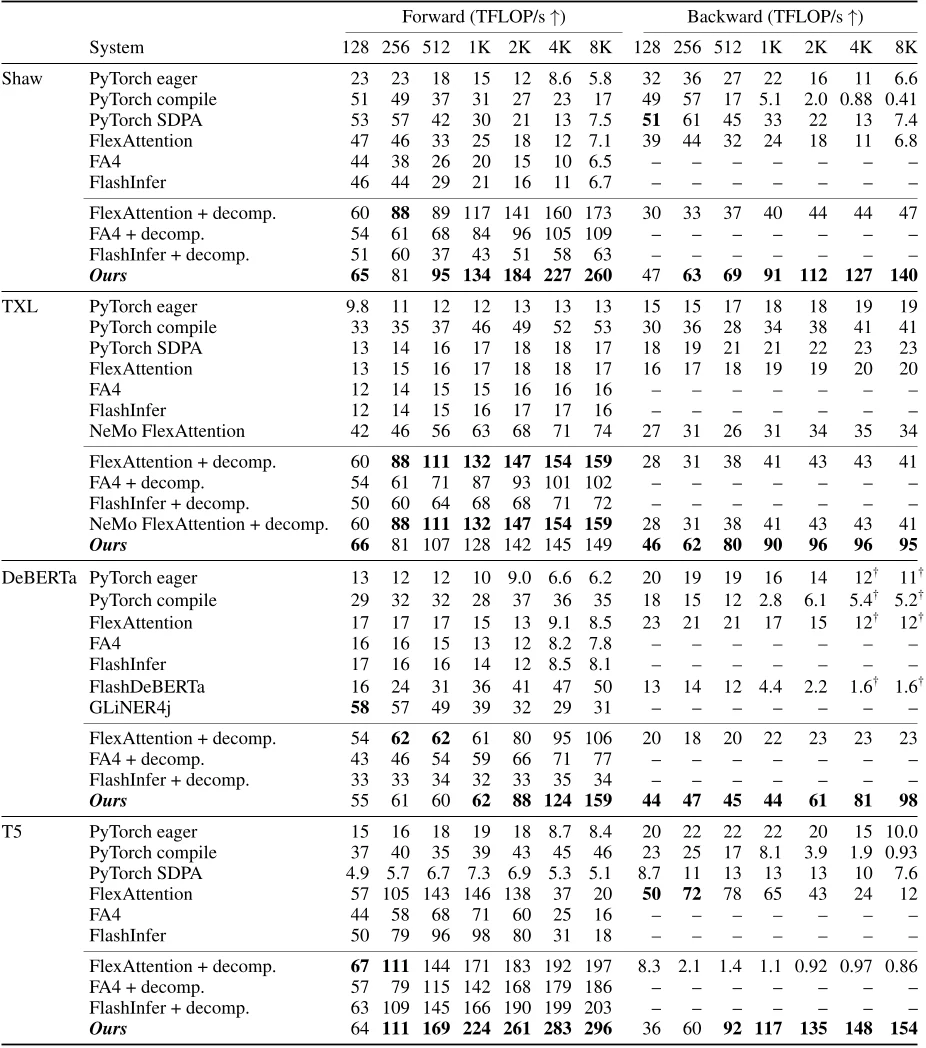 Forward (TFLOP/s ↑) Backward (TFLOP/s ↑)
System 128 256 512 1K 2K 4K 8K 128 256 512 1K 2K 4K 8K
Shaw PyTorch eager 23 23 18 15 12 8.6 5.8 32 36 27 22 16 11 6.6
PyTorch compile 51 49 37 31 27 23 17 49 57 17 5.1 2.0 0.88 0.41
PyTorch SDPA 53 57 42 30 21 13 7.5 51 61 45 33 22 13 7.4
FlexAttention 47 46 33 25 18 12 7.1 39 44 32 24 18 11 6.8
FA4 44 38 26 20 15 10 6.5 – – – – – – –
FlashInfer 46 44 29 21 16 11 6.7 – – – – – – –
FlexAttention + decomp. 60 88 89 117 141 160 173 30 33 37 40 44 44 47
FA4 + decomp. 54 61 68 84 96 105 109 – – – – – – –
FlashInfer + decomp. 51 60 37 43 51 58 63 – – – – – – –
Ours 65 81 95 134 184 227 260 47 63 69 91 112 127 140
TXL PyTorch eager 9.8 11 12 12 13 13 13 15 15 17 18 18 19 19
PyTorch compile 33 35 37 46 49 52 53 30 36 28 34 38 41 41
PyTorch SDPA 13 14 16 17 18 18 17 18 19 21 21 22 23 23
FlexAttention 13 15 16 17 18 18 17 16 17 18 19 19 20 20
FA4 12 14 15 15 16 16 16 – – – – – – –
FlashInfer 12 14 15 16 17 17 16 – – – – – – –
NeMo FlexAttention 42 46 56 63 68 71 74 27 31 26 31 34 35 34
FlexAttention + decomp. 60 88 111 132 147 154 159 28 31 38 41 43 43 41
FA4 + decomp. 54 61 71 87 93 101 102 – – – – – – –
FlashInfer + decomp. 50 60 64 68 68 71 72 – – – – – – –
NeMo FlexAttention + decomp. 60 88 111 132 147 154 159 28 31 38 41 43 43 41
Ours 66 81 107 128 142 145 149 46 62 80 90 96 96 95
DeBERTa PyTorch eager 13 12 12 10 9.0 6.6 6.2 20 19 19 16 14 12† 11†
PyTorch compile 29 32 32 28 37 36 35 18 15 12 2.8 6.1 5.4† 5.2†
FlexAttention 17 17 17 15 13 9.1 8.5 23 21 21 17 15 12† 12†
FA4 16 16 15 13 12 8.2 7.8 – – – – – – –
FlashInfer 17 16 16 14 12 8.5 8.1 – – – – – – –
FlashDeBERTa 16 24 31 36 41 47 50 13 14 12 4.4 2.2 1.6† 1.6†
GLiNER4j 58 57 49 39 32 29 31 – – – – – – –
FlexAttention + decomp. 54 62 62 61 80 95 106 20 18 20 22 23 23 23
FA4 + decomp. 43 46 54 59 66 71 77 – – – – – – –
FlashInfer + decomp. 33 33 34 32 33 35 34 – – – – – – –
Ours 55 61 60 62 88 124 159 44 47 45 44 61 81 98
T5 PyTorch eager 15 16 18 19 18 8.7 8.4 20 22 22 22 20 15 10.0
PyTorch compile 37 40 35 39 43 45 46 23 25 17 8.1 3.9 1.9 0.93
PyTorch SDPA 4.9 5.7 6.7 7.3 6.9 5.3 5.1 8.7 11 13 13 13 10 7.6
FlexAttention 57 105 143 146 138 37 20 50 72 78 65 43 24 12
FA4 44 58 68 71 60 25 16 – – – – – – –
FlashInfer 50 79 96 98 80 31 18 – – – – – – –
FlexAttention + decomp. 67 111 144 171 183 192 197 8.3 2.1 1.4 1.1 0.92 0.97 0.86
FA4 + decomp. 57 79 115 142 168 179 186 – – – – – – –
FlashInfer + decomp. 63 109 145 166 190 199 203 – – – – – – –
Ours 64 111 169 224 261 283 296 36 60 92 117 135 148 154